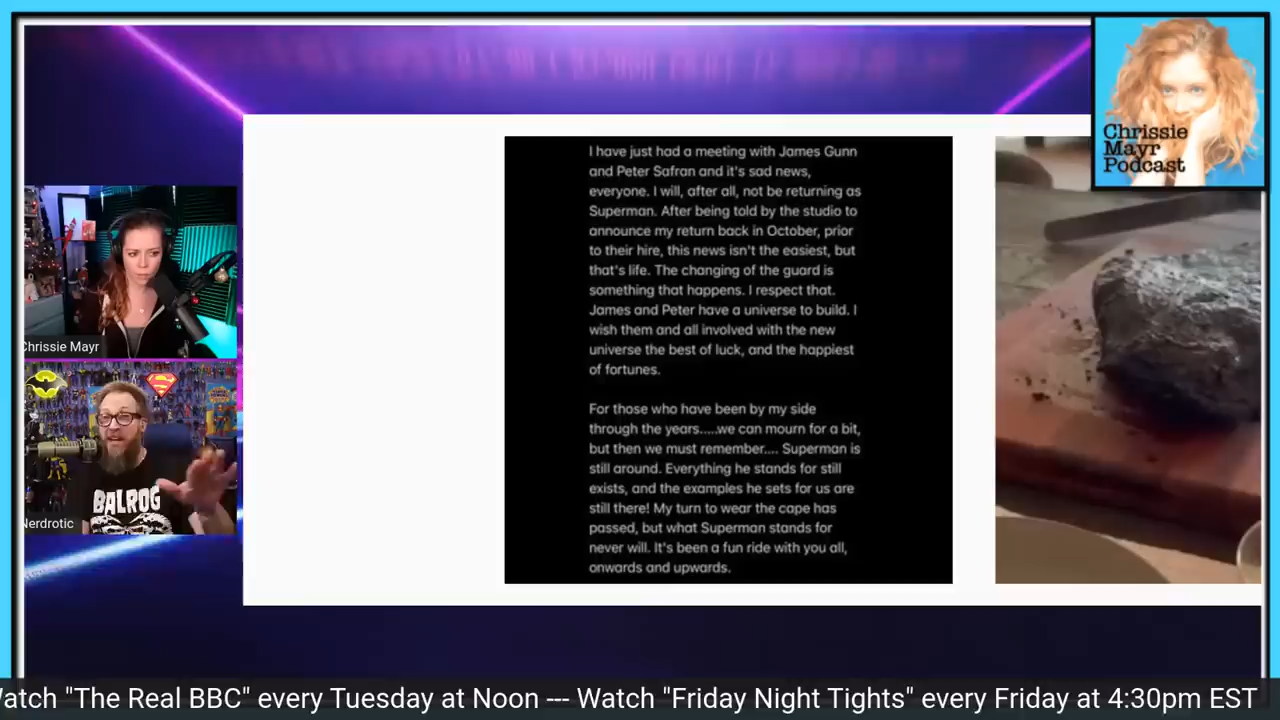 Chrissie
Mayr
Podcast
I have just had a meeting with James Gunn
and Peter Safran and it's sad news,
everyone. I will, after all, not be returning as
Superman. After being told by the studio to
announce my return back in October, prior
to their hire, this news isn't the easiest, but
that's life. The changing of the guard is
something that happens. I respect that.
James and Peter have a universe to build. I
wish them and all involved with the new
universe the best of luck, and the happiest
of fortunes.
For those who have been by my side
through the years.....we can mourn for a bit,
but then we must remember.... Superman is
still around. Everything he stands for still
exists, and the examples he sets for us are
still there! My turn to wear the cape has
passed, but what Superman stands for
never will. It's been a fun ride with you all,
onwards and upwards.
Chrissie Mayr
BALROG
Nerdrotic
Watch "The Real BBC" every Tuesday at Noon --- Watch "Friday Night Tights" every Friday at 4:30pm EST